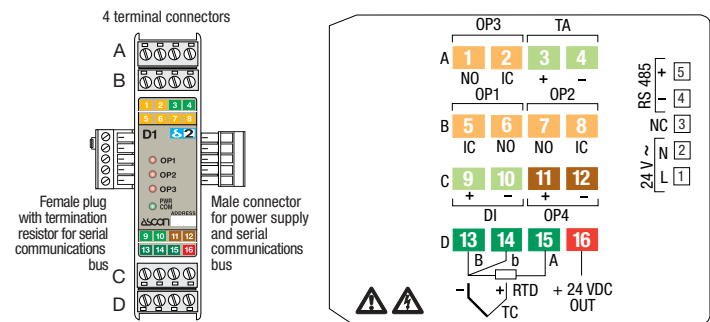 4 terminal connectors
A
B
1 2 3 4
5 6 7 8
D1
OP1
OP2
OP3
PWR
COM
ADDRESS
ascon
9 10 11 12
13 14 15 16
Female plug
with termination
resistor for serial
communications
bus
Male connector
for power supply
and serial
communications
bus
C
D
OP3 TA
A 1 2 3 4
NO IC + −
OP1 OP2
B 5 6 7 8
IC NO NO IC
C 9 10 11 12
+ − + −
DI OP4
D 13 14 15 16
B b A
− + RTD + 24 VDC
OUT
TC
RS 485 + 5
− 4
NC 3
24 V ~ N 2
L 1